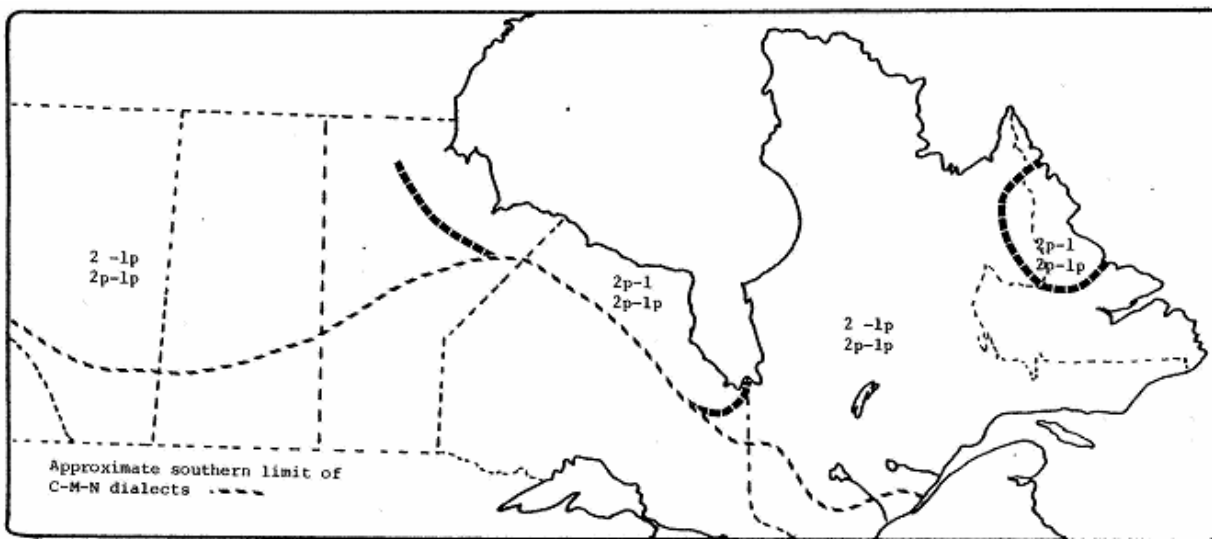 2p-1
2p-1p
2 -1p
2p-1p
2p-1
2p-1p
2 -1p
2p-1p
Approximate southern limit of
C-M-N dialects